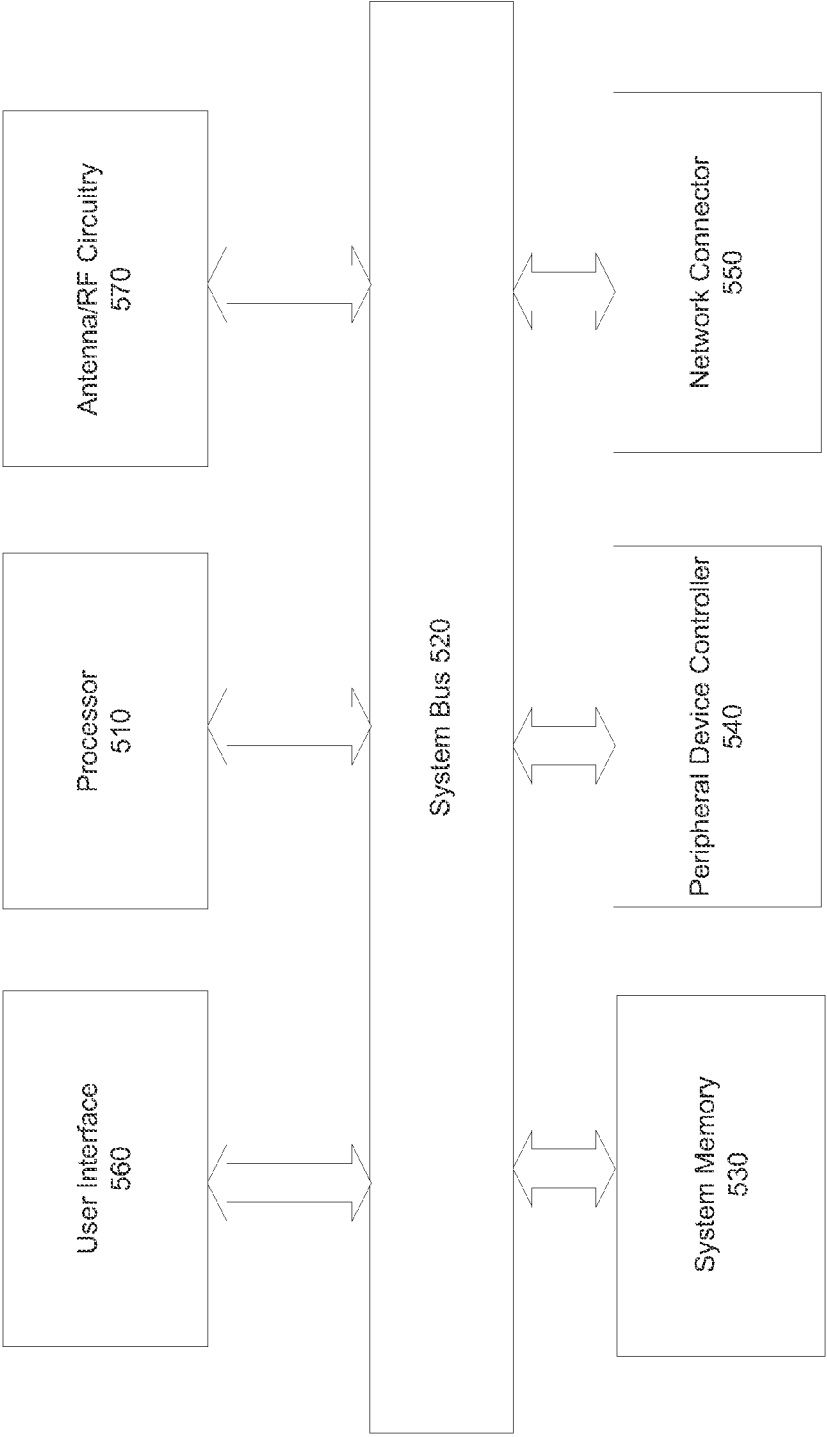 User Interface
560
Processor
510
Antenna/RF Circuitry
570
System Bus 520
System Memory
530
Peripheral Device Controller
540
Network Connector
550